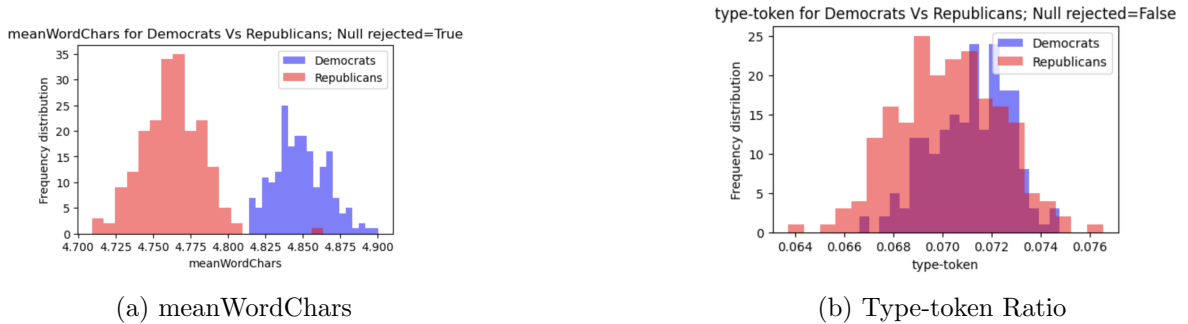 meanWordChars for Democrats Vs Republicans; Null rejected=True
Democrats
Republicans
Frequency distribution
35
30
25
20
15
10
5
0
4.700 4.725 4.750 4.775 4.800 4.825 4.850 4.875 4.900
meanWordChars
(a) meanWordChars
type-token for Democrats Vs Republicans; Null rejected=False
Democrats
Republicans
Frequency distribution
25
20
15
10
5
0
0.064 0.066 0.068 0.070 0.072 0.074 0.076
type-token
(b) Type-token Ratio